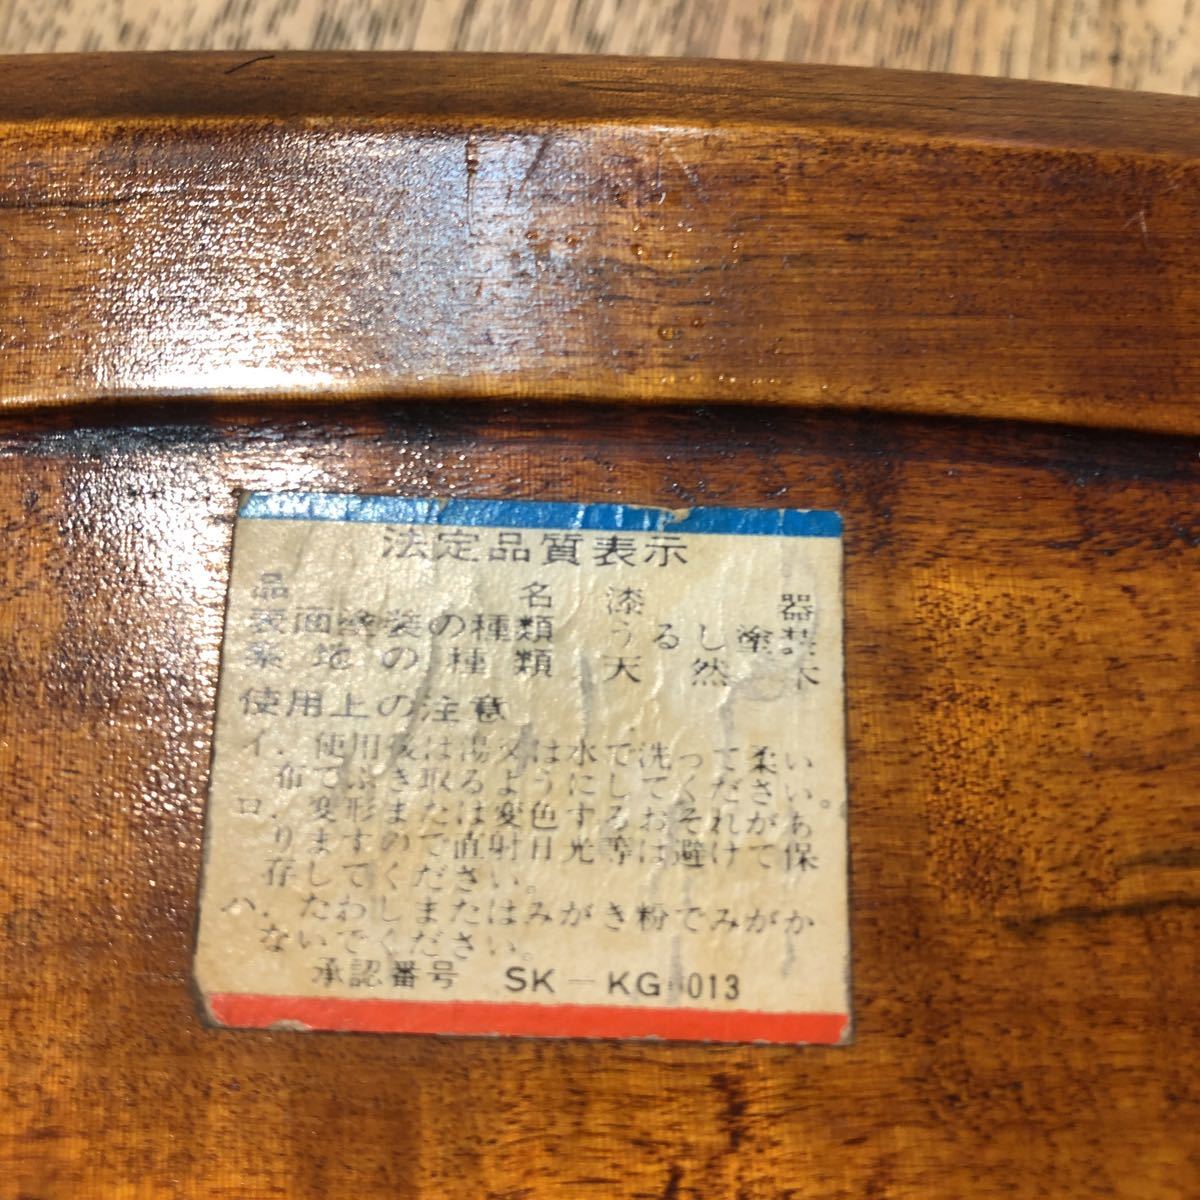 法定品質表示
品名 漆器
表面塗装の種類 うるし塗装
素地の種類 天然木
使用上の注意
イ. 使用後は湯又は水で洗って柔い
布でふき取るようにしてください。
ロ. 変形または変色するおそれがあ
りますので直射日光等は避けて保
存してください。
ハ. たわしまたはみがき粉でみがか
ないでください。
承認番号 SK-KG-013